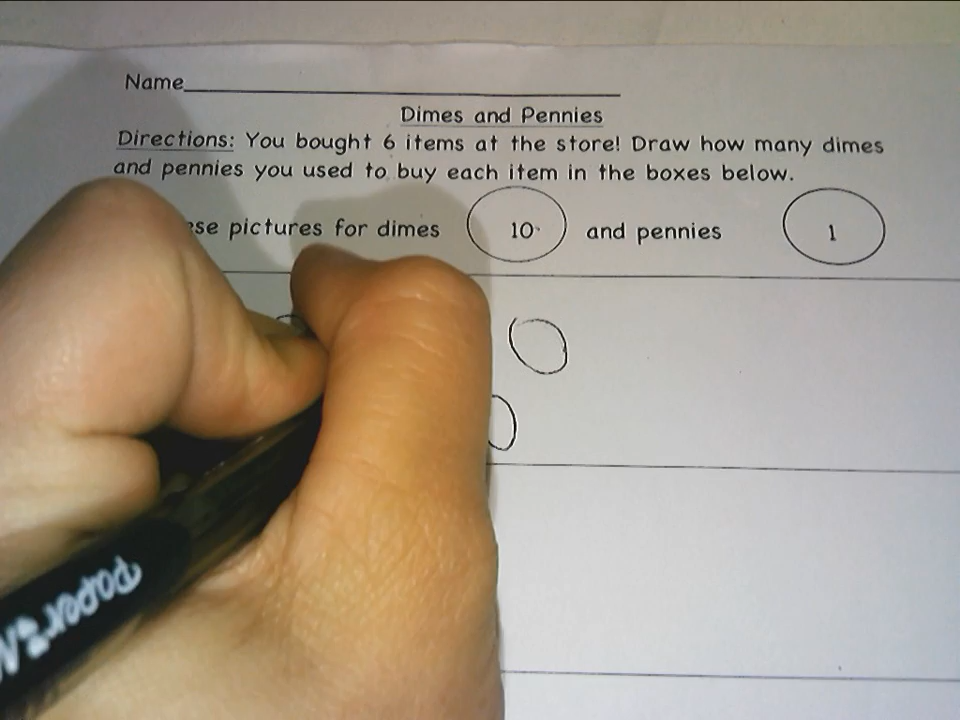 Name
Dimes and Pennies
Directions: You bought 6 items at the store! Draw how many dimes
and pennies you used to buy each item in the boxes below.
pictures for dimes 10 and pennies 1
Paper